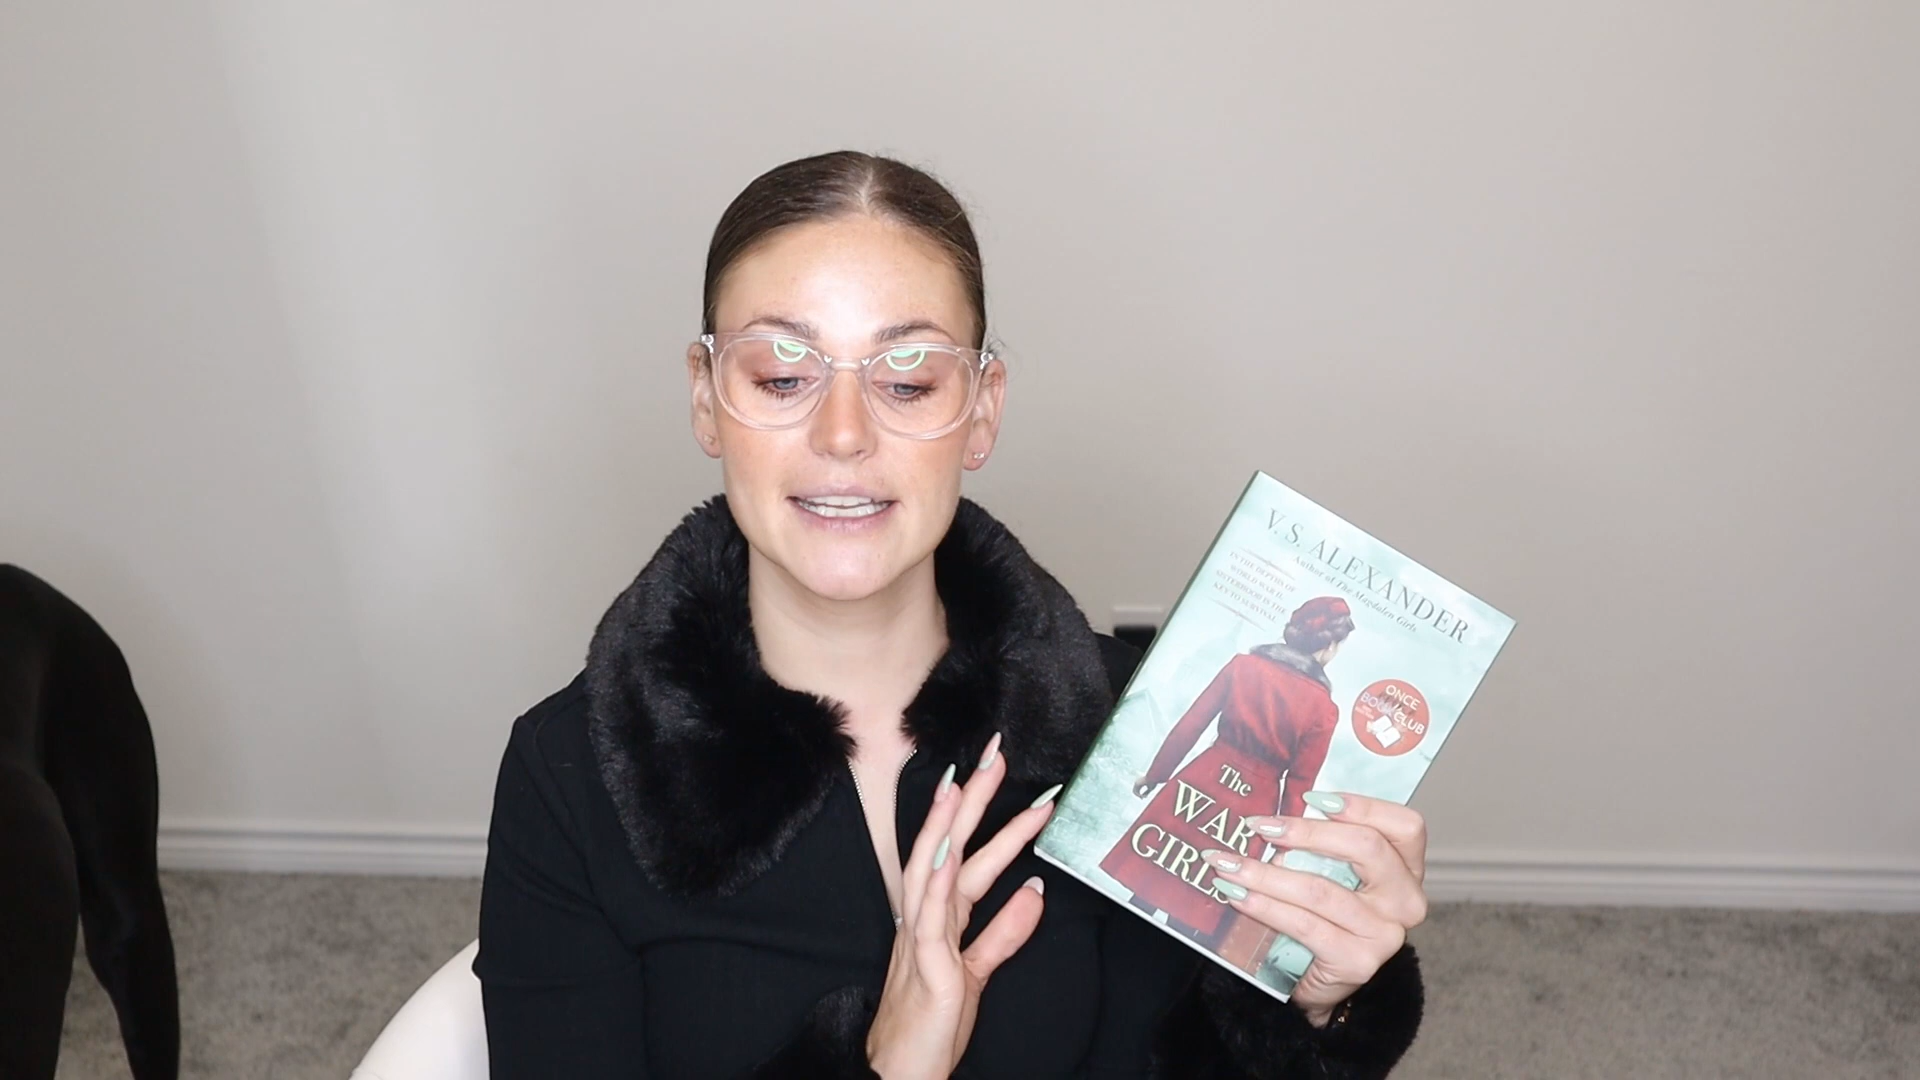 V. S. ALEXANDER
Author of The Magdalen Girls
IN THE DEPTHS OF
WORLD WAR II,
SISTERHOOD IS THE
KEY TO SURVIVAL
ONCE
BOOK CLUB
The
WAR
GIRLS